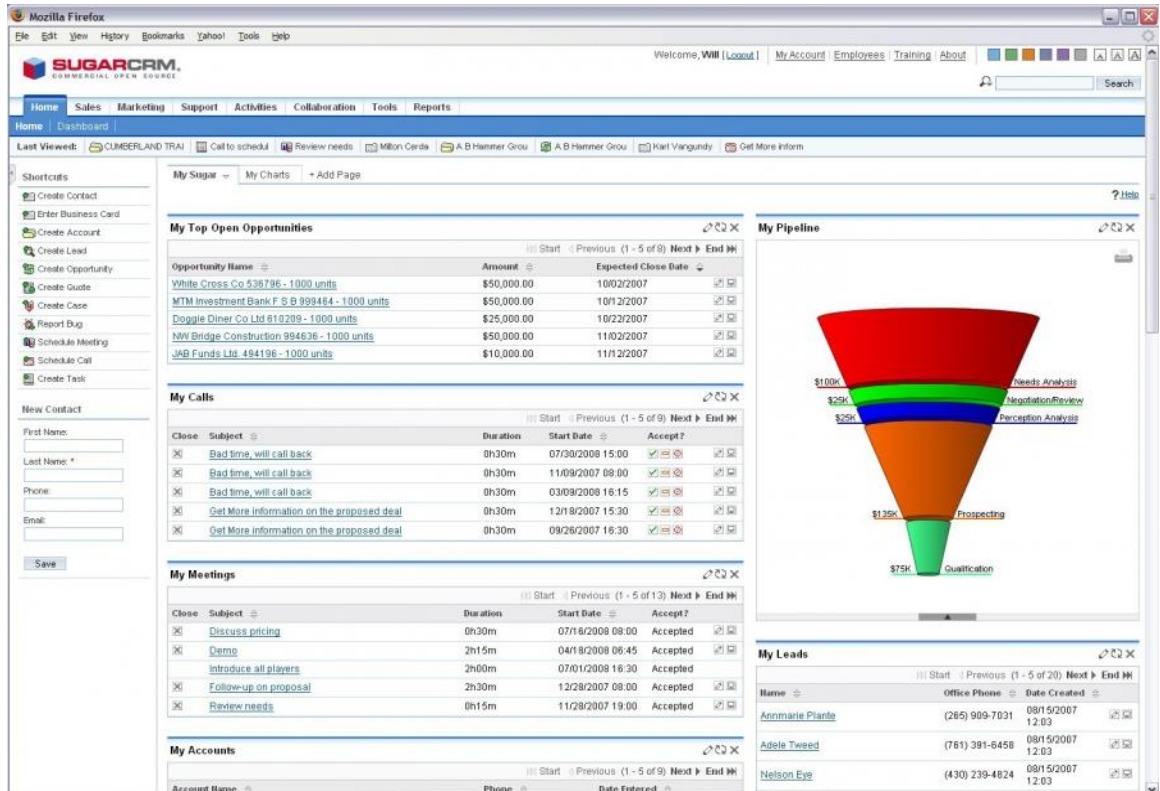 Mozilla Firefox
File Edit View History Bookmarks Yahoo! Tools Help
Welcome, Will [Logout] My Account Employees Training About A A A
SUGARCRM.
COMMERCIAL OPEN SOURCE
Search
Home Sales Marketing Support Activities Collaboration Tools Reports
Home Dashboard
Last Viewed: CUMBERLAND TRAI Call to schedul Review needs Milton Cerda A B Hammer Grou A B Hammer Grou Karl Vangundy Get More inform
Shortcuts
Create Contact
Enter Business Card
Create Account
Create Lead
Create Opportunity
Create Quote
Create Case
Report Bug
Schedule Meeting
Schedule Call
Create Task
New Contact
First Name:
Last Name: *
Phone:
Email:
Save
My Sugar My Charts + Add Page
? Help
My Top Open Opportunities
Start Previous (1 - 5 of 8) Next End
Opportunity Name Amount Expected Close Date
White Cross Co 536796 - 1000 units $50,000.00 10/02/2007
MTM Investment Bank F S B 999464 - 1000 units $50,000.00 10/12/2007
Doggie Diner Co Ltd 610209 - 1000 units $25,000.00 10/22/2007
NW Bridge Construction 994636 - 1000 units $50,000.00 11/02/2007
JAB Funds Ltd. 494196 - 1000 units $10,000.00 11/12/2007
My Calls
Start Previous (1 - 5 of 9) Next End
Close Subject Duration Start Date Accept?
Bad time, will call back 0h30m 07/30/2008 15:00
Bad time, will call back 0h30m 11/09/2007 08:00
Bad time, will call back 0h30m 03/09/2008 16:15
Get More information on the proposed deal 0h30m 12/18/2007 15:30
Get More information on the proposed deal 0h30m 09/26/2007 16:30
My Meetings
Start Previous (1 - 5 of 13) Next End
Close Subject Duration Start Date Accept?
Discuss pricing 0h30m 07/16/2008 08:00 Accepted
Demo 2h15m 04/18/2008 06:45 Accepted
Introduce all players 2h00m 07/01/2008 16:30 Accepted
Follow-up on proposal 2h30m 12/28/2007 08:00 Accepted
Review needs 0h15m 11/28/2007 19:00 Accepted
My Accounts
Start Previous (1 - 5 of 9) Next End
Account Name Phone Date Entered
My Pipeline
$100K Needs Analysis
$25K Negotiation/Review
$25K Perception Analysis
$135K Prospecting
$75K Qualification
My Leads
Start Previous (1 - 5 of 20) Next End
Name Office Phone Date Created
Annmarie Plante (265) 909-7031 08/15/2007 12:03
Adele Tweed (761) 391-6458 08/15/2007 12:03
Nelson Eye (430) 239-4824 08/15/2007 12:03